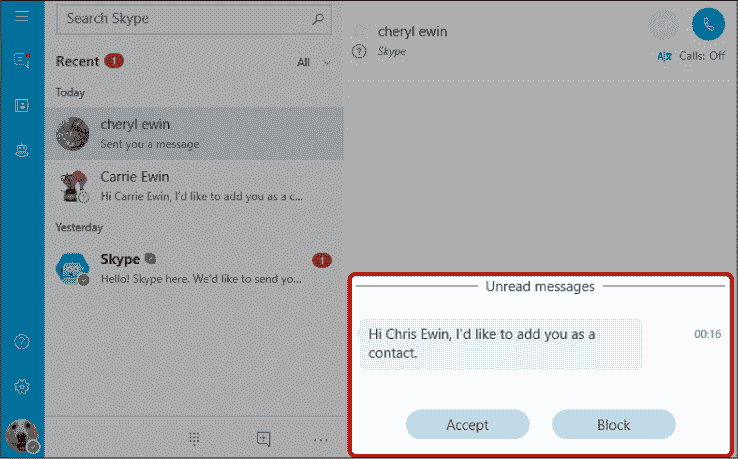 Search Skype
Recent 1
All
Today
cheryl ewin
Sent you a message
Carrie Ewin
Hi Carrie Ewin, I'd like to add you as a c...
Yesterday
Skype
1
Hello! Skype here. We'd like to send yo...
cheryl ewin
Skype
Calls: Off
Unread messages
Hi Chris Ewin, I'd like to add you as a
contact.
00:16
Accept
Block